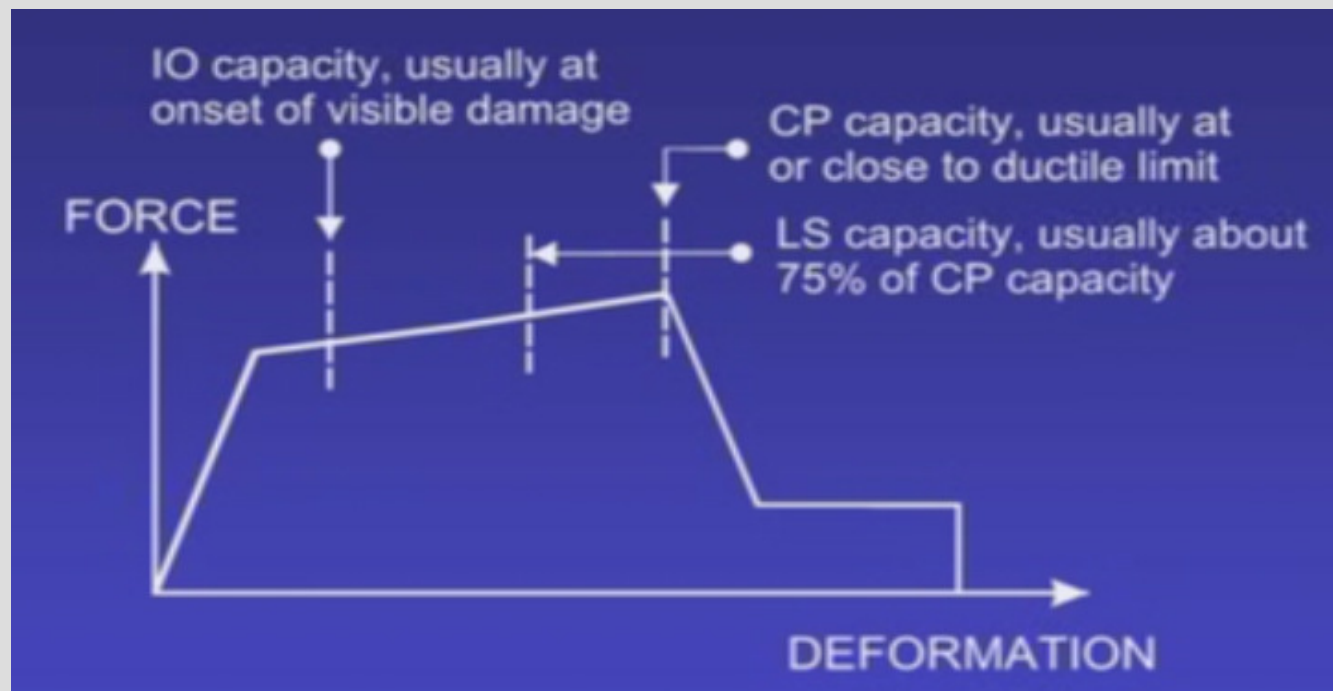 IO capacity, usually at
onset of visible damage
CP capacity, usually at
or close to ductile limit
FORCE
LS capacity, usually about
75% of CP capacity
DEFORMATION